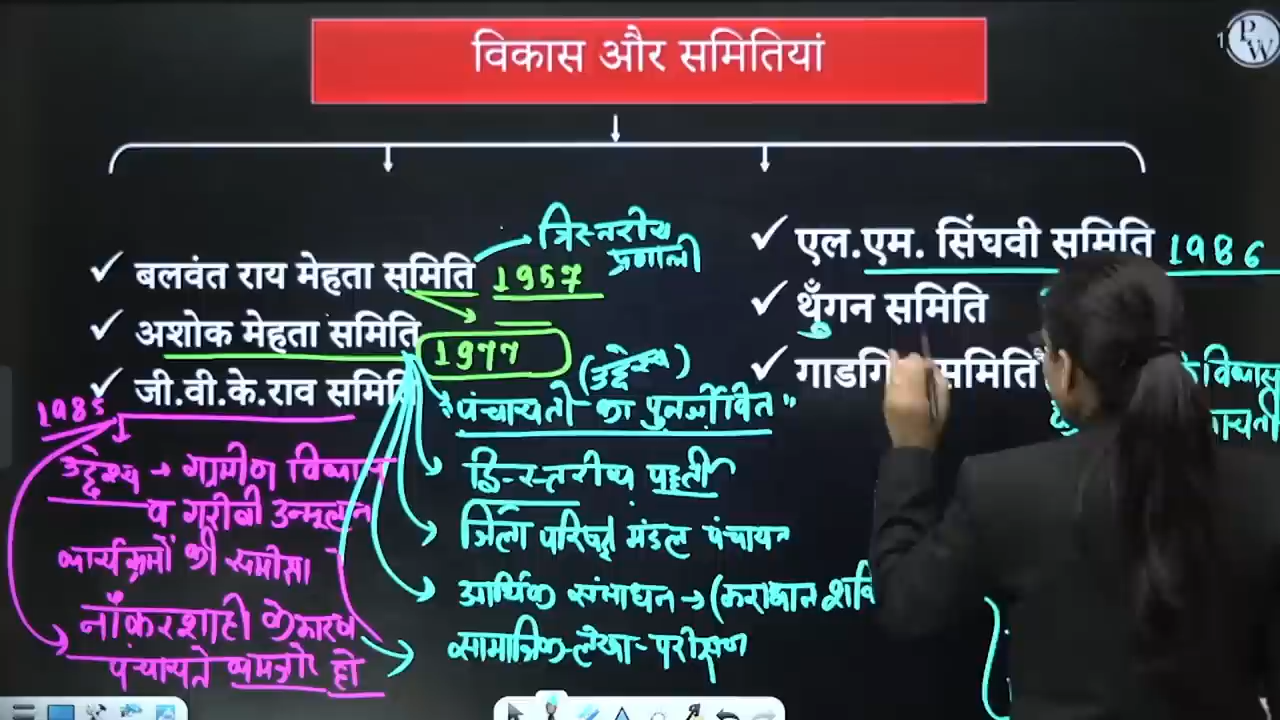 विकास और समितियां
PW
बलवंत राय मेहता समिति 1957
त्रिस्तरीय
प्रणाली
अशोक मेहता समिति 1977
जी.वी.के.राव समिति
(उद्देश्य)
"पंचायतो का पुनर्जीवित"
द्वि-स्तरीय पद्दती
जिला परिषद मंडल पंचायत
आर्थिक संसाधन → (कराधान
सामाजिक लेखा-परीक्षण
1985
उद्देश्य → ग्रामीण विकास
व गरीबी उन्मूलन
कार्यक्रमों की समीक्षा
नौकरशाही के कारण
पंचायते कमजोर हो
एल.एम. सिंघवी समिति 1986
थुँगन समिति
समिति